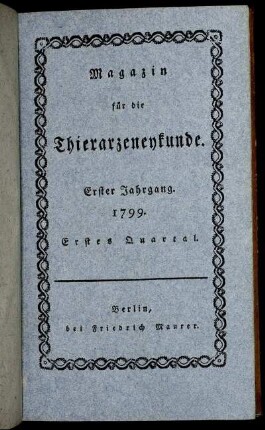 Magazin
für die
Thierarzeneykunde.
Erster Jahrgang.
1799.
Erstes Quartal.
Berlin,
bei Friedrich Maurer.